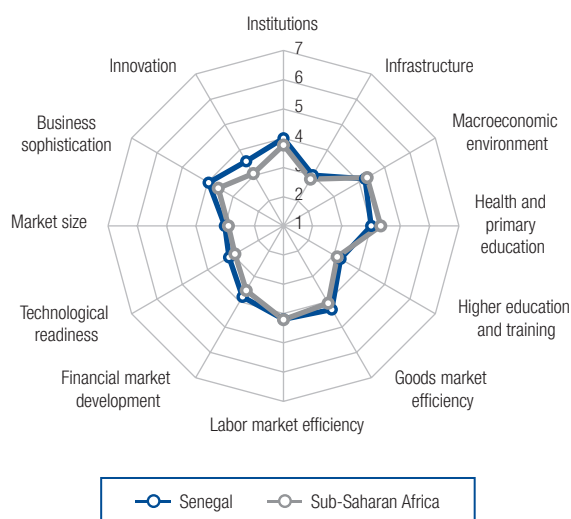 Institutions
7
6
5
4
3
2
1
Infrastructure
Macroeconomic
environment
Health and
primary
education
Higher education
and training
Goods market
efficiency
Labor market efficiency
Financial market
development
Technological
readiness
Market size
Business
sophistication
Innovation
Senegal
Sub-Saharan Africa